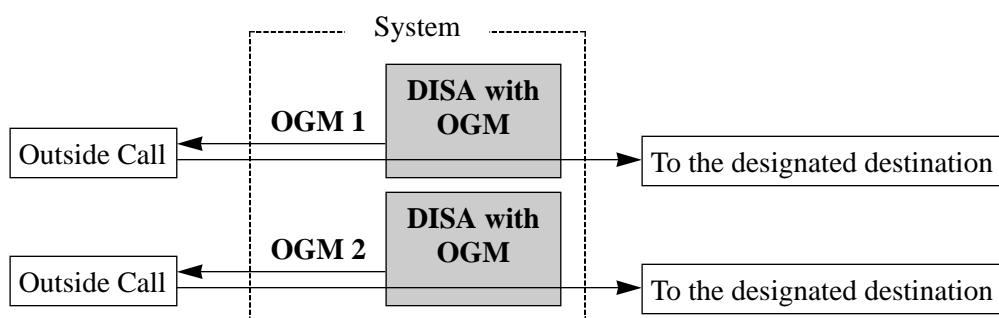 System
DISA with
OGM
OGM 1
Outside Call
To the designated destination
DISA with
OGM
OGM 2
Outside Call
To the designated destination